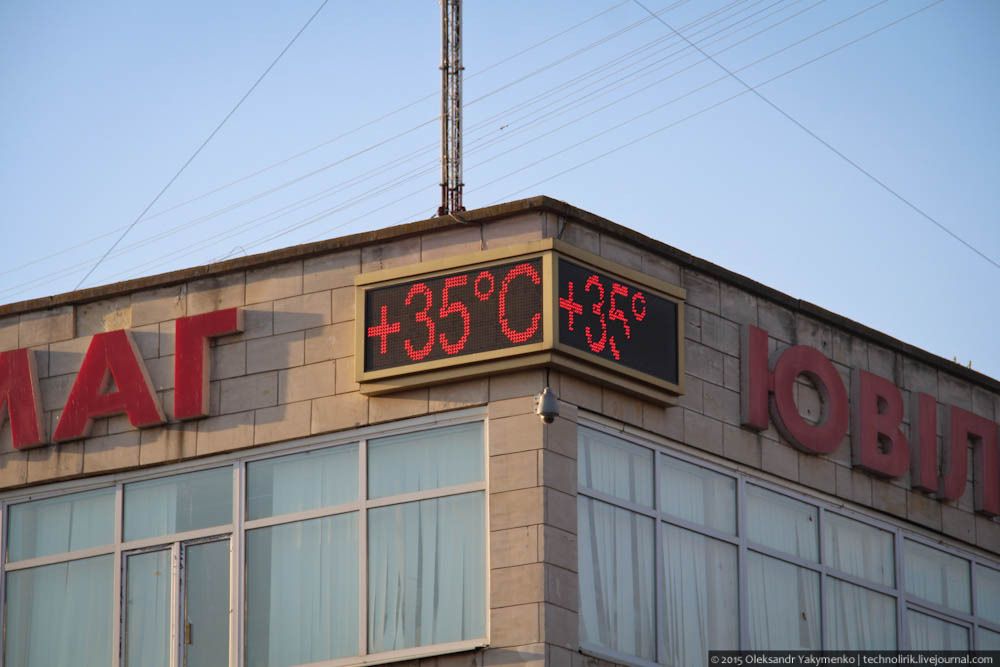 МАГ
+35°C
+35°
ЮВІЛ
© 2015 Oleksandr Yakymenko | technolirik.livejournal.com